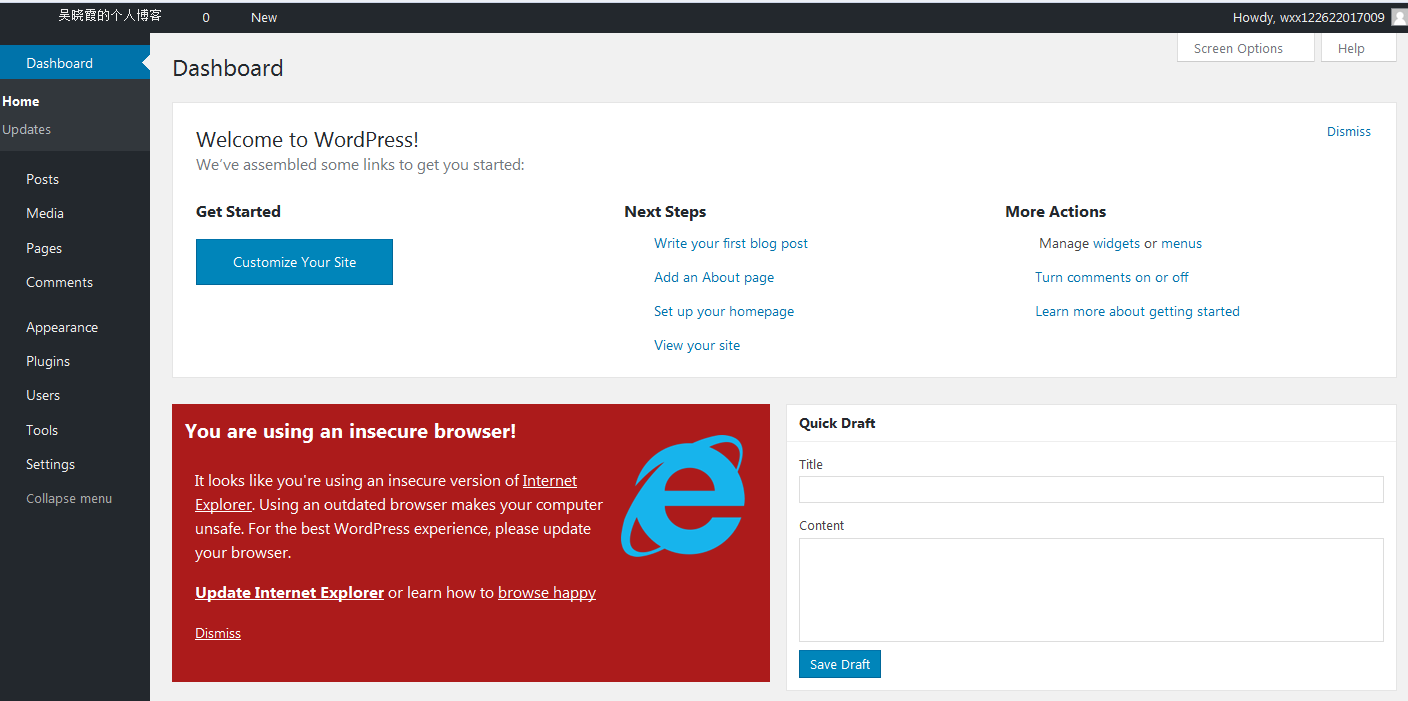 吴晓霞的个人博客 0 New Howdy, wxx122622017009
Screen Options Help
Dashboard
Home
Updates
Posts
Media
Pages
Comments
Appearance
Plugins
Users
Tools
Settings
Collapse menu
Dashboard
Welcome to WordPress!
Dismiss
We've assembled some links to get you started:
Get Started
Customize Your Site
Next Steps
Write your first blog post
Add an About page
Set up your homepage
View your site
More Actions
Manage widgets or menus
Turn comments on or off
Learn more about getting started
You are using an insecure browser!
It looks like you're using an insecure version of Internet
Explorer. Using an outdated browser makes your computer
unsafe. For the best WordPress experience, please update
your browser.
Update Internet Explorer or learn how to browse happy
Dismiss
Quick Draft
Title
Content
Save Draft